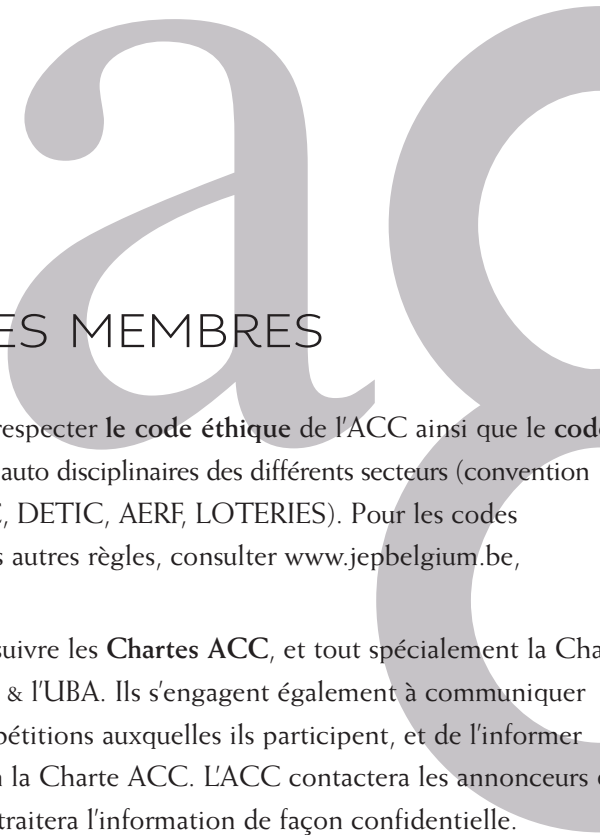 ag
ES MEMBRES
respecter le code éthique de l'ACC ainsi que le code
auto disciplinaires des différents secteurs (convention
C, DETIC, AERF, LOTERIES). Pour les codes
s autres règles, consulter www.jepbelgium.be,
suivre les Chartes ACC, et tout spécialement la Cha
& l'UBA. Ils s'engagent également à communiquer
pétitions auxquelles ils participent, et de l'informer
la Charte ACC. L'ACC contactera les annonceurs
traitera l'information de façon confidentielle.